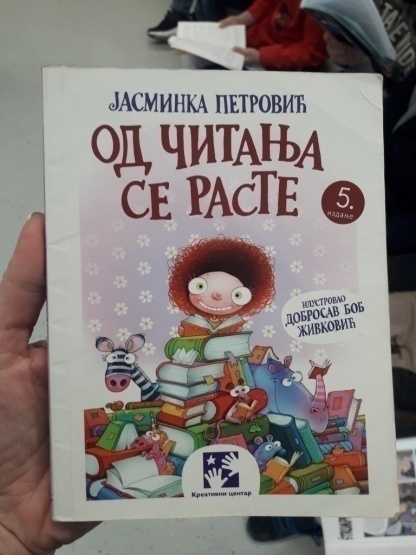 ЈАСМИНКА ПЕТРОВИЋ
ОД ЧИТАЊА
СЕ РАСТЕ
5.
издање
ИЛУСТРОВАО
ДОБРОСАВ БОБ
ЖИВКОВИЋ
Креативни центар